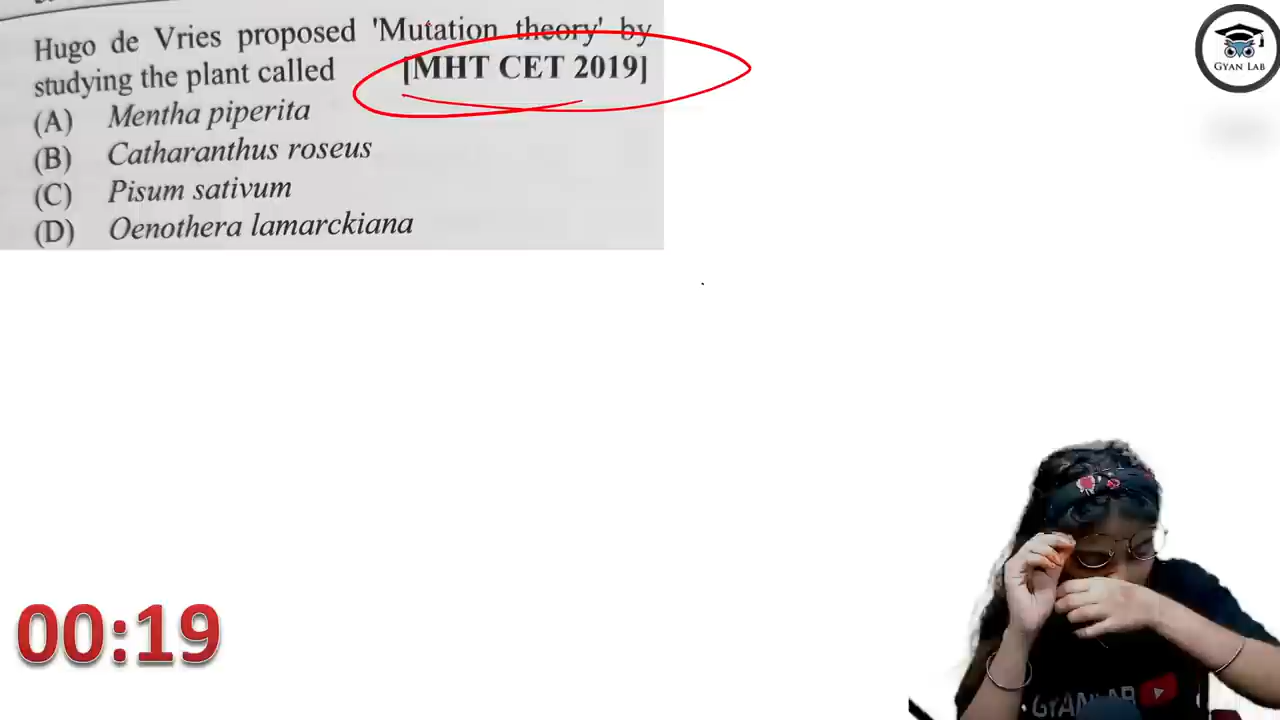 Hugo de Vries proposed 'Mutation theory' by
studying the plant called [MHT CET 2019]
(A) Mentha piperita
(B) Catharanthus roseus
(C) Pisum sativum
(D) Oenothera lamarckiana
GYAN LAB
00:19
GYANLAB